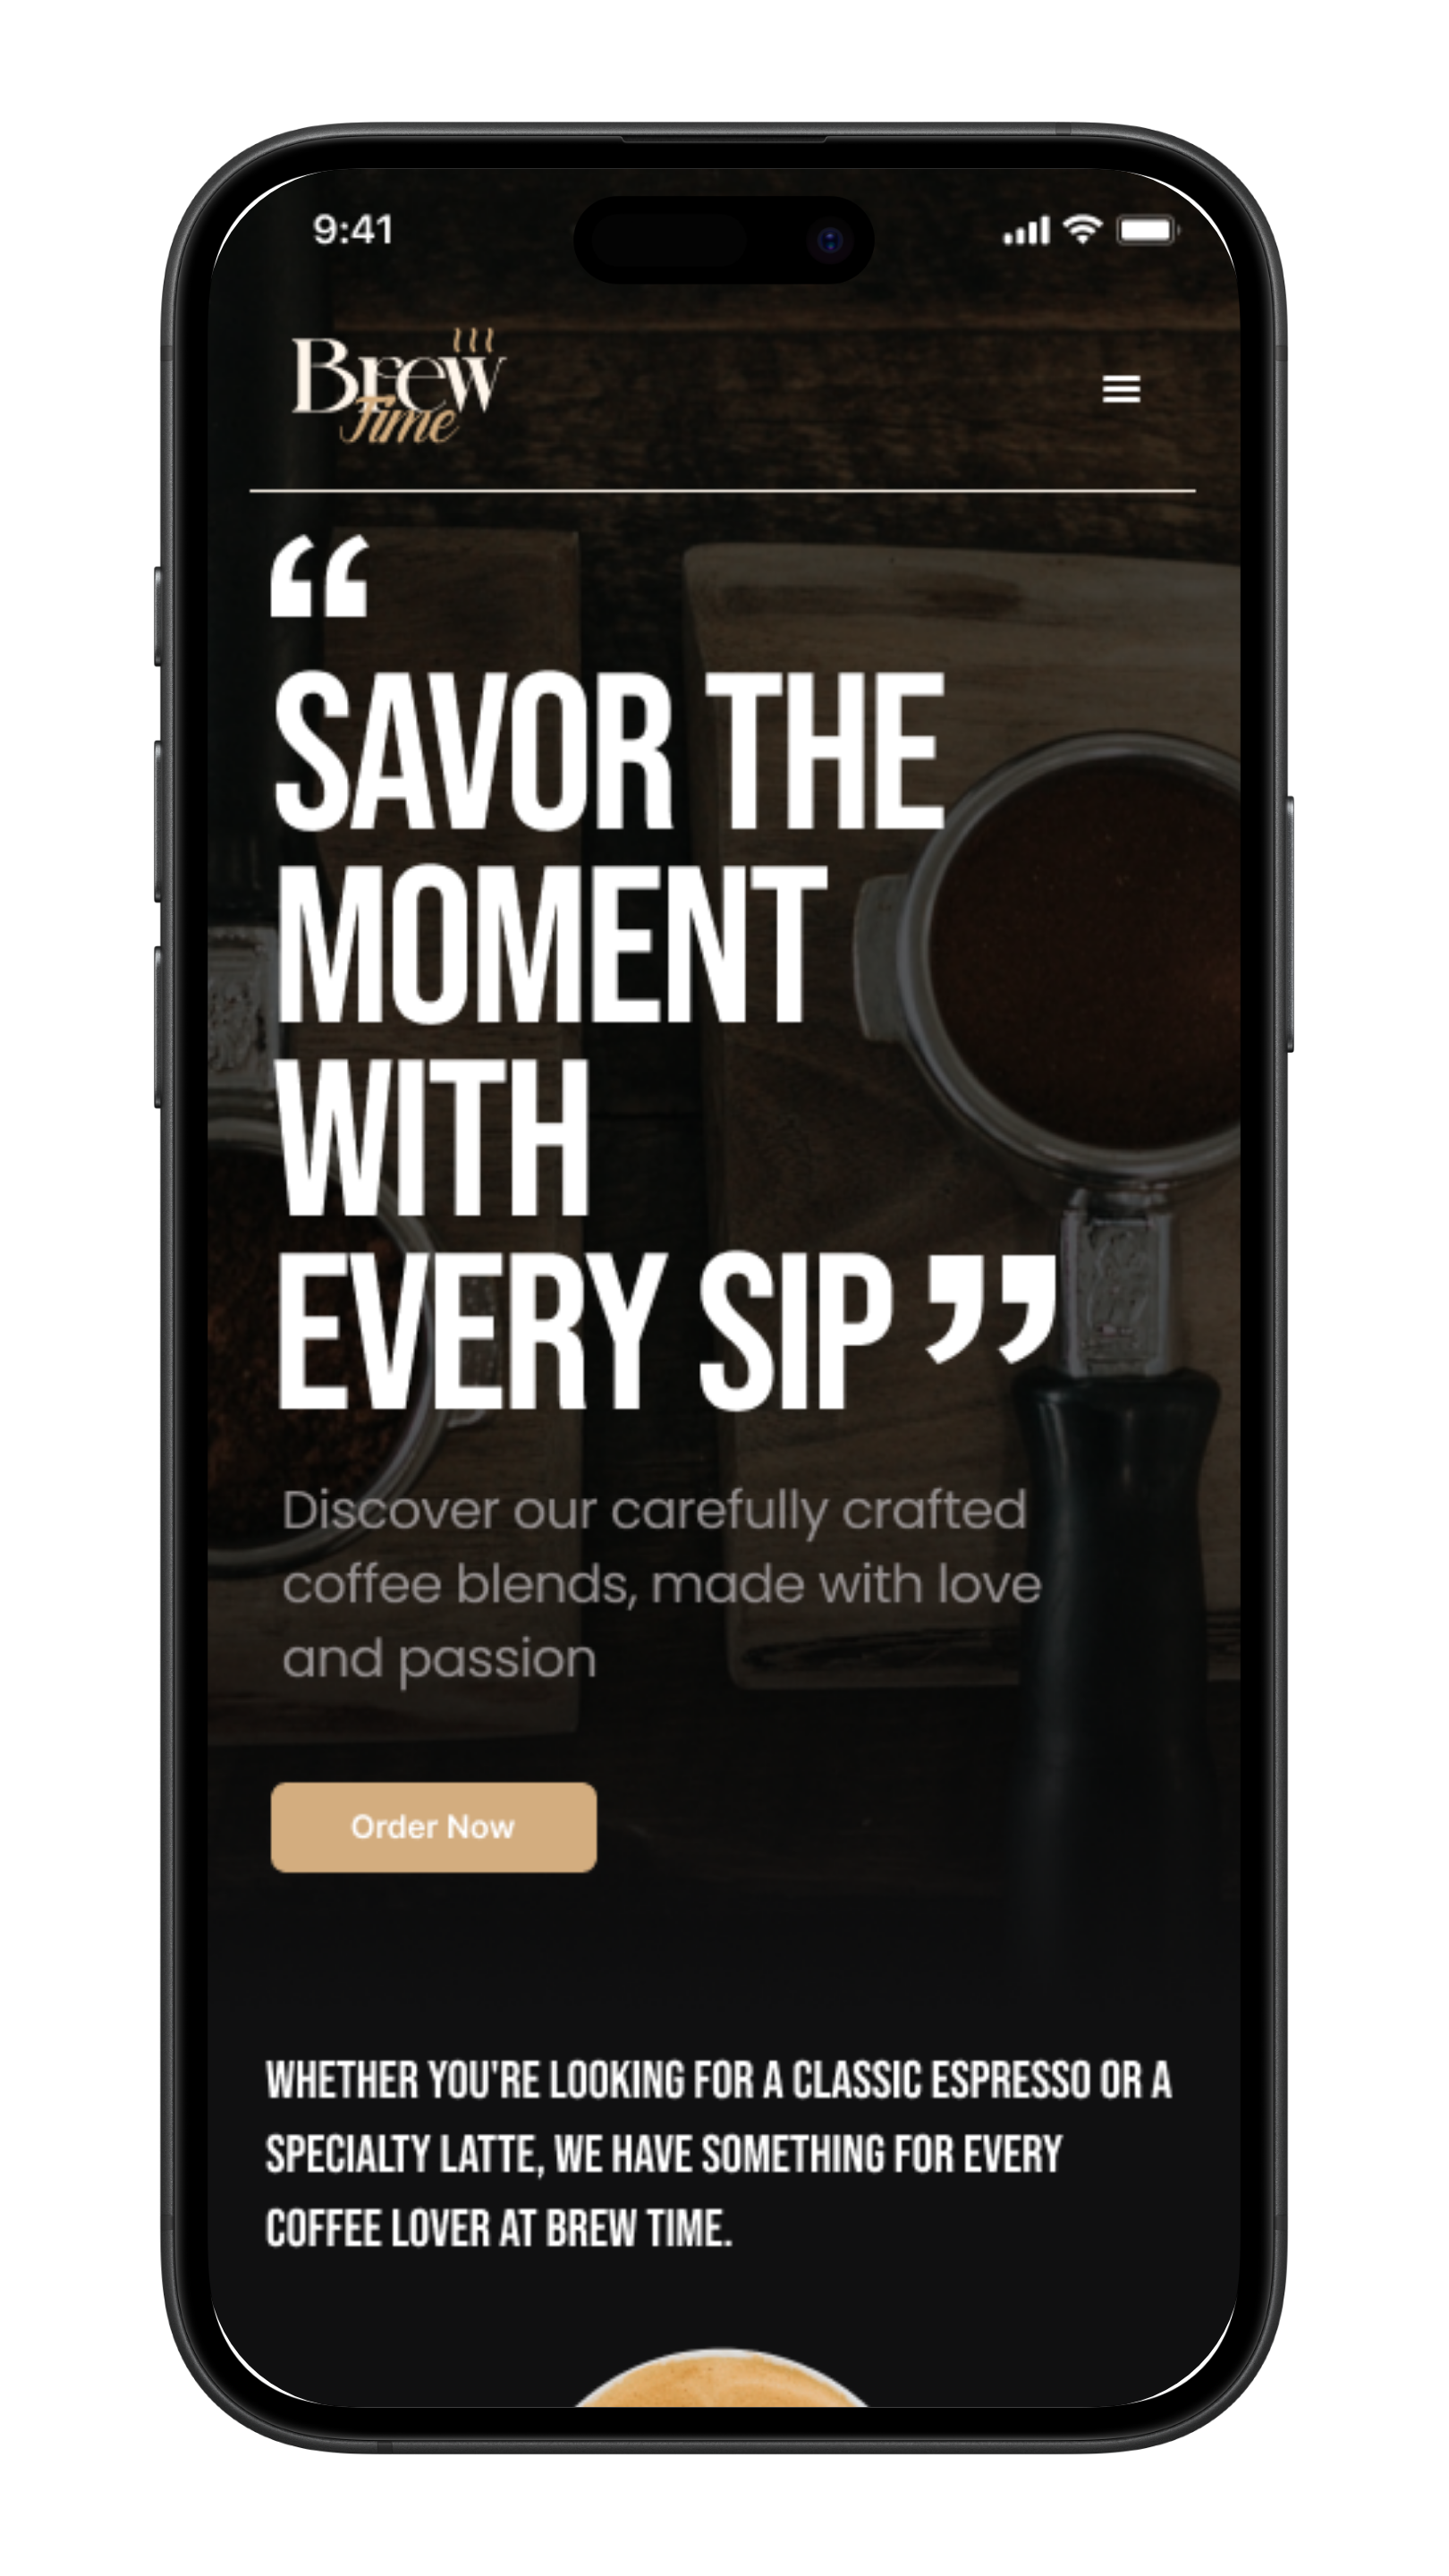 9:41
Brew
Time
“
SAVOR THE
MOMENT
WITH
EVERY SIP ”
Discover our carefully crafted
coffee blends, made with love
and passion
Order Now
WHETHER YOU'RE LOOKING FOR A CLASSIC ESPRESSO OR A
SPECIALTY LATTE, WE HAVE SOMETHING FOR EVERY
COFFEE LOVER AT BREW TIME.